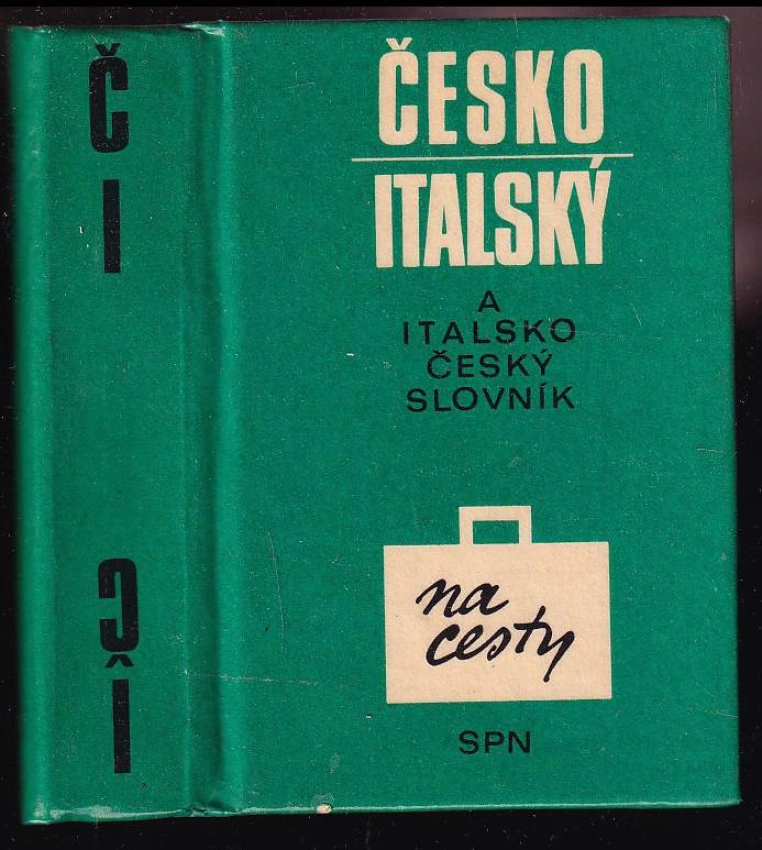 Č
I
I
Č
ČESKO
ITALSKÝ
A
ITALSKO
ČESKÝ
SLOVNÍK
na
cesty
SPN